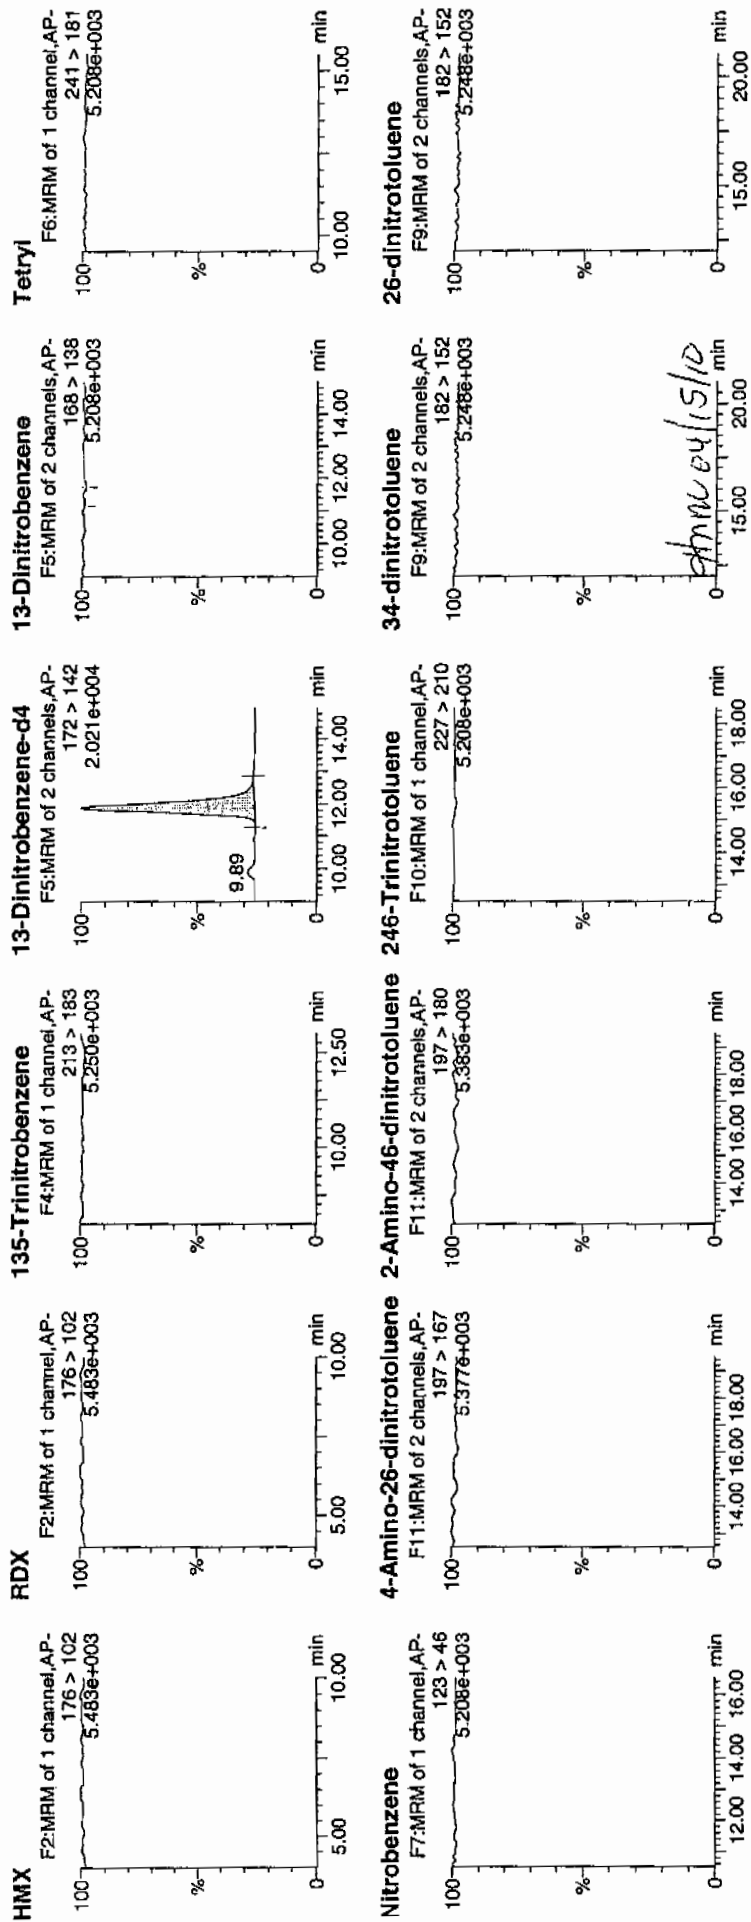 HMX
F2:MRM of 1 channel,AP-
176 > 102
5.483e+003
100
%
0
5.00
10.00
min
RDX
F2:MRM of 1 channel,AP-
176 > 102
5.483e+003
100
%
0
5.00
10.00
min
135-Trinitrobenzene
F4:MRM of 1 channel,AP-
213 > 183
5.250e+003
100
%
0
10.00
12.50
min
13-Dinitrobenzene-d4
F5:MRM of 2 channels,AP-
172 > 142
2.021e+004
100
9.89
%
0
10.00
12.00
14.00
min
13-Dinitrobenzene
F5:MRM of 2 channels,AP-
168 > 138
5.208e+003
100
%
0
10.00
12.00
14.00
min
Tetryl
F6:MRM of 1 channel,AP-
241 > 181
5.208e+003
100
%
0
10.00
15.00
min
Nitrobenzene
F7:MRM of 1 channel,AP-
123 > 46
5.208e+003
100
%
0
12.00
14.00
16.00
min
4-Amino-26-dinitrotoluene
F11:MRM of 2 channels,AP-
197 > 167
5.377e+003
100
%
0
14.00
16.00
18.00
min
2-Amino-46-dinitrotoluene
F11:MRM of 2 channels,AP-
197 > 180
5.383e+003
100
%
0
14.00
16.00
18.00
min
246-Trinitrotoluene
F10:MRM of 1 channel,AP-
227 > 210
5.208e+003
100
%
0
14.00
16.00
18.00
min
34-dinitrotoluene
F9:MRM of 2 channels,AP-
182 > 152
5.248e+003
100
%
0
15.00
20.00
min
04/15/10
26-dinitrotoluene
F9:MRM of 2 channels,AP-
182 > 152
5.248e+003
100
%
0
15.00
20.00
min